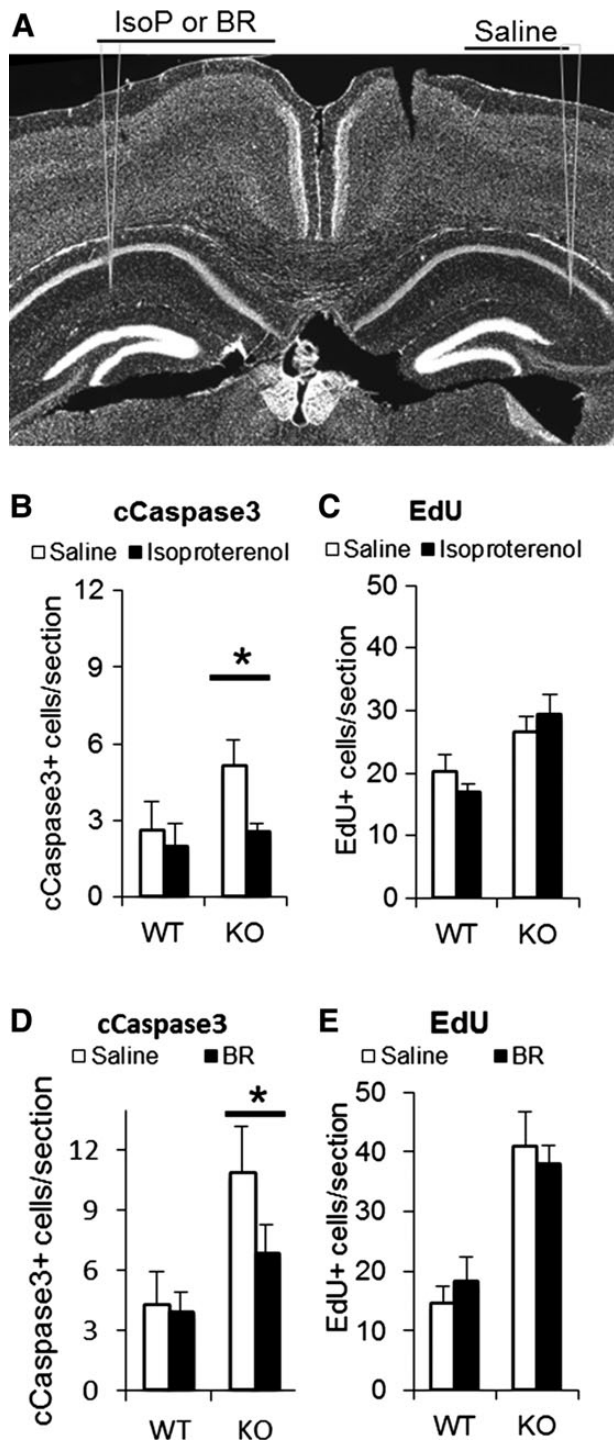 A IsoP or BR Saline
B cCaspase3
□ Saline ■ Isoproterenol
cCaspase3+ cells/section
12
9
6
3
0
*
WT KO
C EdU
□ Saline ■ Isoproterenol
EdU+ cells/section
50
40
30
20
10
0
WT KO
D cCaspase3
□ Saline ■ BR
cCaspase3+ cells/section
12
9
6
3
0
*
WT KO
E EdU
□ Saline ■ BR
EdU+ cells/section
50
40
30
20
10
0
WT KO